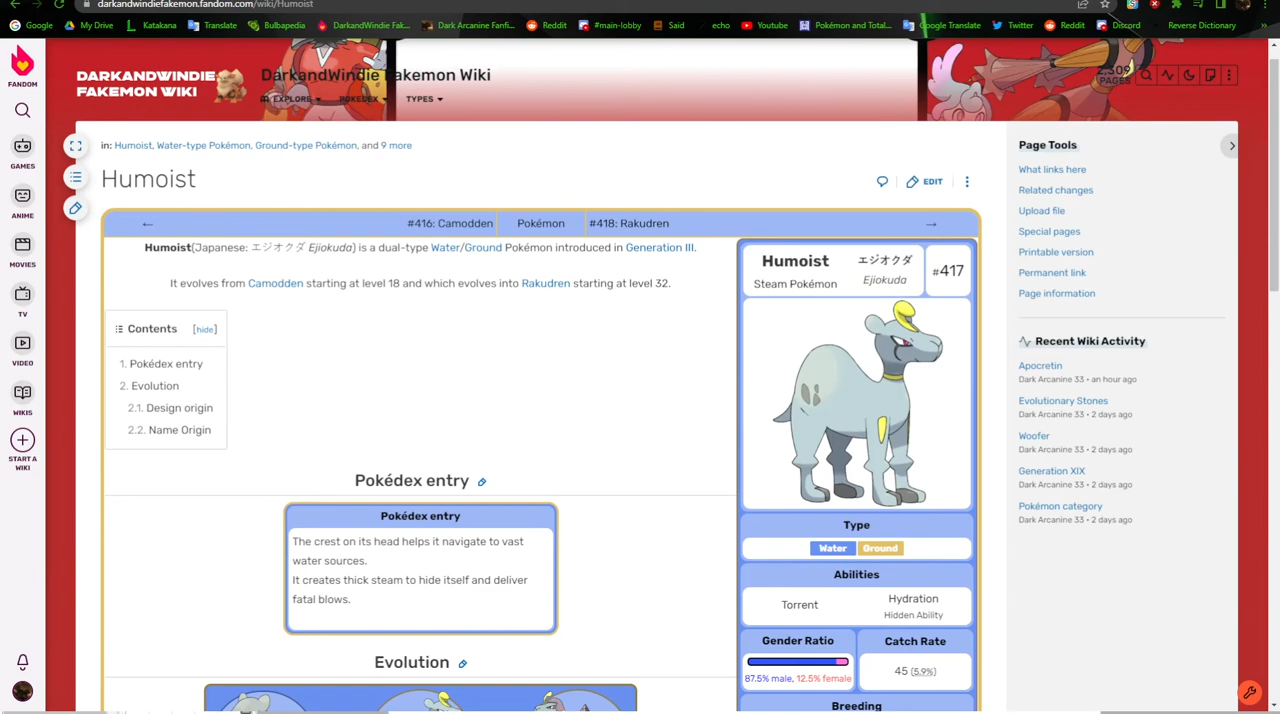 darkandwindiefakemon.fandom.com/wiki/Humoist
Google
My Drive
Katakana
Translate
Bulbapedia
DarkandWindie Fak...
Dark Arcanine Fanfi...
Reddit
#main-lobby
Said
echo
Youtube
Pokémon and Total...
Google Translate
Twitter
Reddit
Discord
Reverse Dictionary
»
FANDOM
GAMES
ANIME
MOVIES
TV
VIDEO
WIKIS
START A
WIKI
DARKANDWINDIE
FAKEMON WIKI
DarkandWindie Fakemon Wiki
EXPLORE
POKEDEX
TYPES
2,309
PAGES
in: Humoist, Water-type Pokémon, Ground-type Pokémon, and 9 more
Humoist
EDIT
← #416: Camodden Pokémon #418: Rakudren →
Humoist(Japanese: エジオクダ Ejiokuda) is a dual-type Water/Ground Pokémon introduced in Generation III.
It evolves from Camodden starting at level 18 and which evolves into Rakudren starting at level 32.
Contents [hide]
1. Pokédex entry
2. Evolution
2.1. Design origin
2.2. Name Origin
Pokédex entry
Pokédex entry
The crest on its head helps it navigate to vast
water sources.
It creates thick steam to hide itself and deliver
fatal blows.
Evolution
Humoist
Steam Pokémon
エジオクダ
Ejiokuda
#417
Type
Water Ground
Abilities
Torrent
Hydration
Hidden Ability
Gender Ratio
87.5% male, 12.5% female
Catch Rate
45 (5.9%)
Breeding
Page Tools
What links here
Related changes
Upload file
Special pages
Printable version
Permanent link
Page information
Recent Wiki Activity
Apocretin
Dark Arcanine 33 • an hour ago
Evolutionary Stones
Dark Arcanine 33 • 2 days ago
Woofer
Dark Arcanine 33 • 2 days ago
Generation XIX
Dark Arcanine 33 • 2 days ago
Pokémon category
Dark Arcanine 33 • 2 days ago